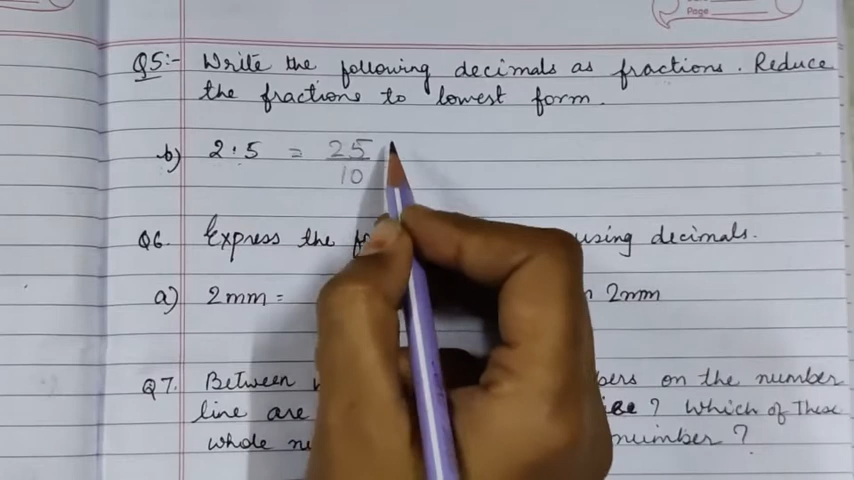 Page
Q5:- Write the following decimals as fractions. Reduce
the fractions to lowest form.
b) 2.5 = 25/10
Q6. Express the using decimals.
a) 2mm = 2mm
Q7. Between on the number
line are ? Which of these
whole number ?